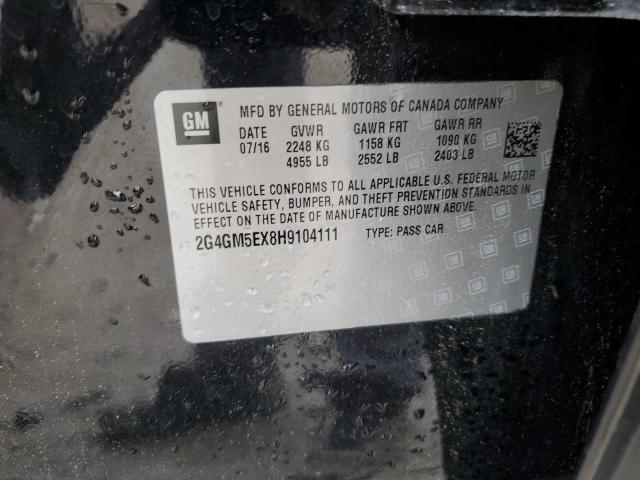 GM
MFD BY GENERAL MOTORS OF CANADA COMPANY
DATE GVWR GAWR FRT GAWR RR
07/16 2248 KG 1158 KG 1090 KG
4955 LB 2552 LB 2403 LB
THIS VEHICLE CONFORMS TO ALL APPLICABLE U.S. FEDERAL MOTOR
VEHICLE SAFETY, BUMPER, AND THEFT PREVENTION STANDARDS IN
EFFECT ON THE DATE OF MANUFACTURE SHOWN ABOVE.
2G4GM5EX8H9104111 TYPE: PASS CAR